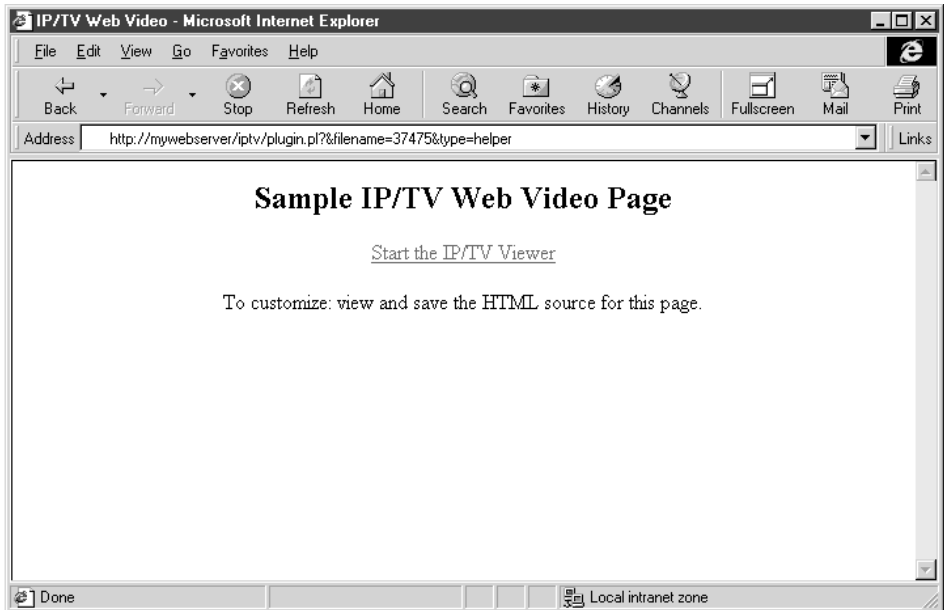 IP/TV Web Video - Microsoft Internet Explorer
File Edit View Go Favorites Help
Back Forward Stop Refresh Home Search Favorites History Channels Fullscreen Mail Print
Address http://mywebserver/iptv/plugin.pl?&filename=37475&type=helper Links
Sample IP/TV Web Video Page
Start the IP/TV Viewer
To customize: view and save the HTML source for this page.
Done Local intranet zone